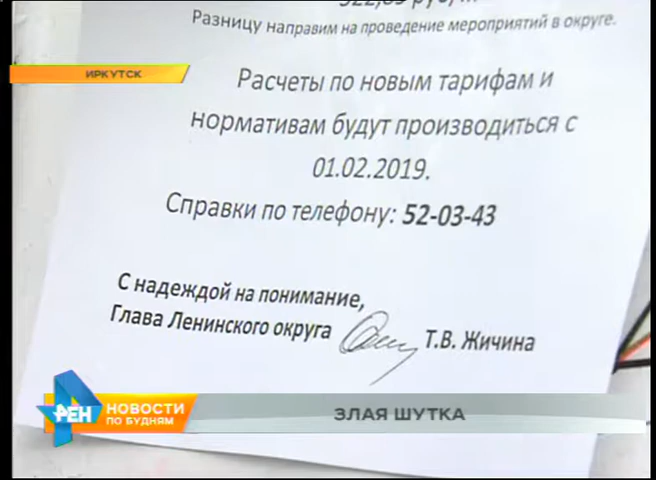 Разницу направим на проведение мероприятий в округе.
ИРКУТСК
Расчеты по новым тарифам и
нормативам будут производиться с
01.02.2019.
Справки по телефону: 52-03-43
С надеждой на понимание,
Глава Ленинского округа Т.В. Жичина
РЕН НОВОСТИ
ПО БУДНЯМ
ЗЛАЯ ШУТКА